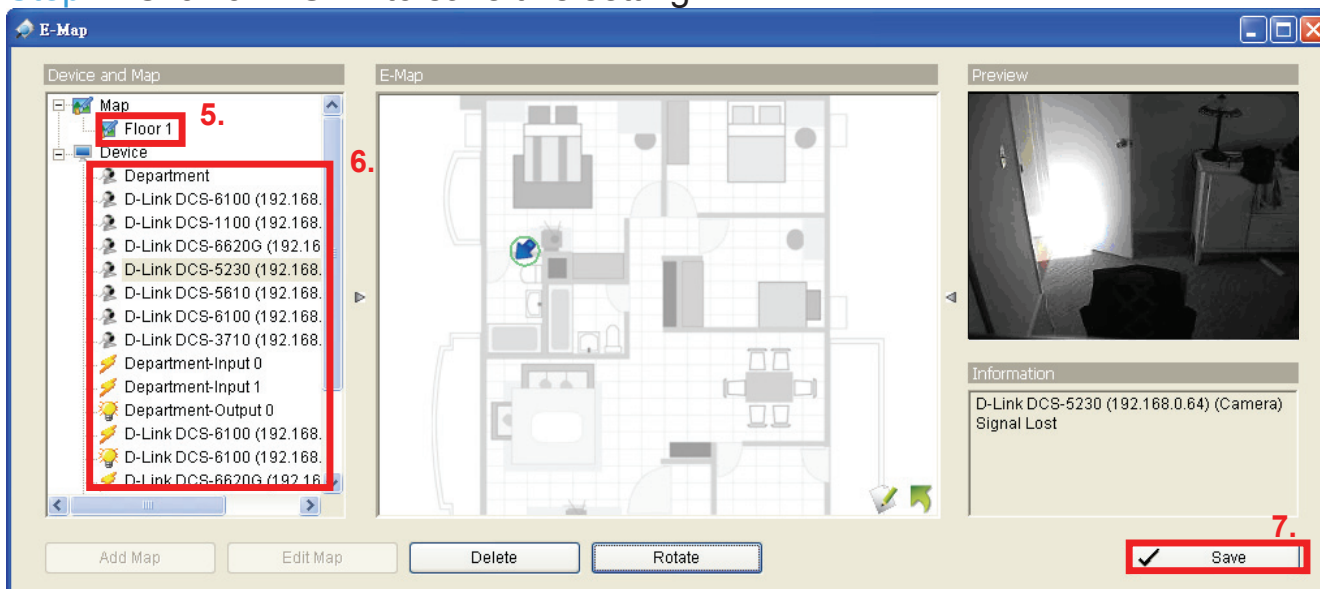 E-Map
Device and Map
Map
Floor 1
5.
Device
6.
Department
D-Link DCS-6100 (192.168.
D-Link DCS-1100 (192.168.
D-Link DCS-6620G (192.16
D-Link DCS-5230 (192.168.
D-Link DCS-5610 (192.168.
D-Link DCS-6100 (192.168.
D-Link DCS-3710 (192.168.
Department-Input 0
Department-Input 1
Department-Output 0
D-Link DCS-6100 (192.168.
D-Link DCS-6100 (192.168.
D-Link DCS-6620G (192.16
E-Map
Preview
Information
D-Link DCS-5230 (192.168.0.64) (Camera)
Signal Lost
Add Map
Edit Map
Delete
Rotate
7.
Save